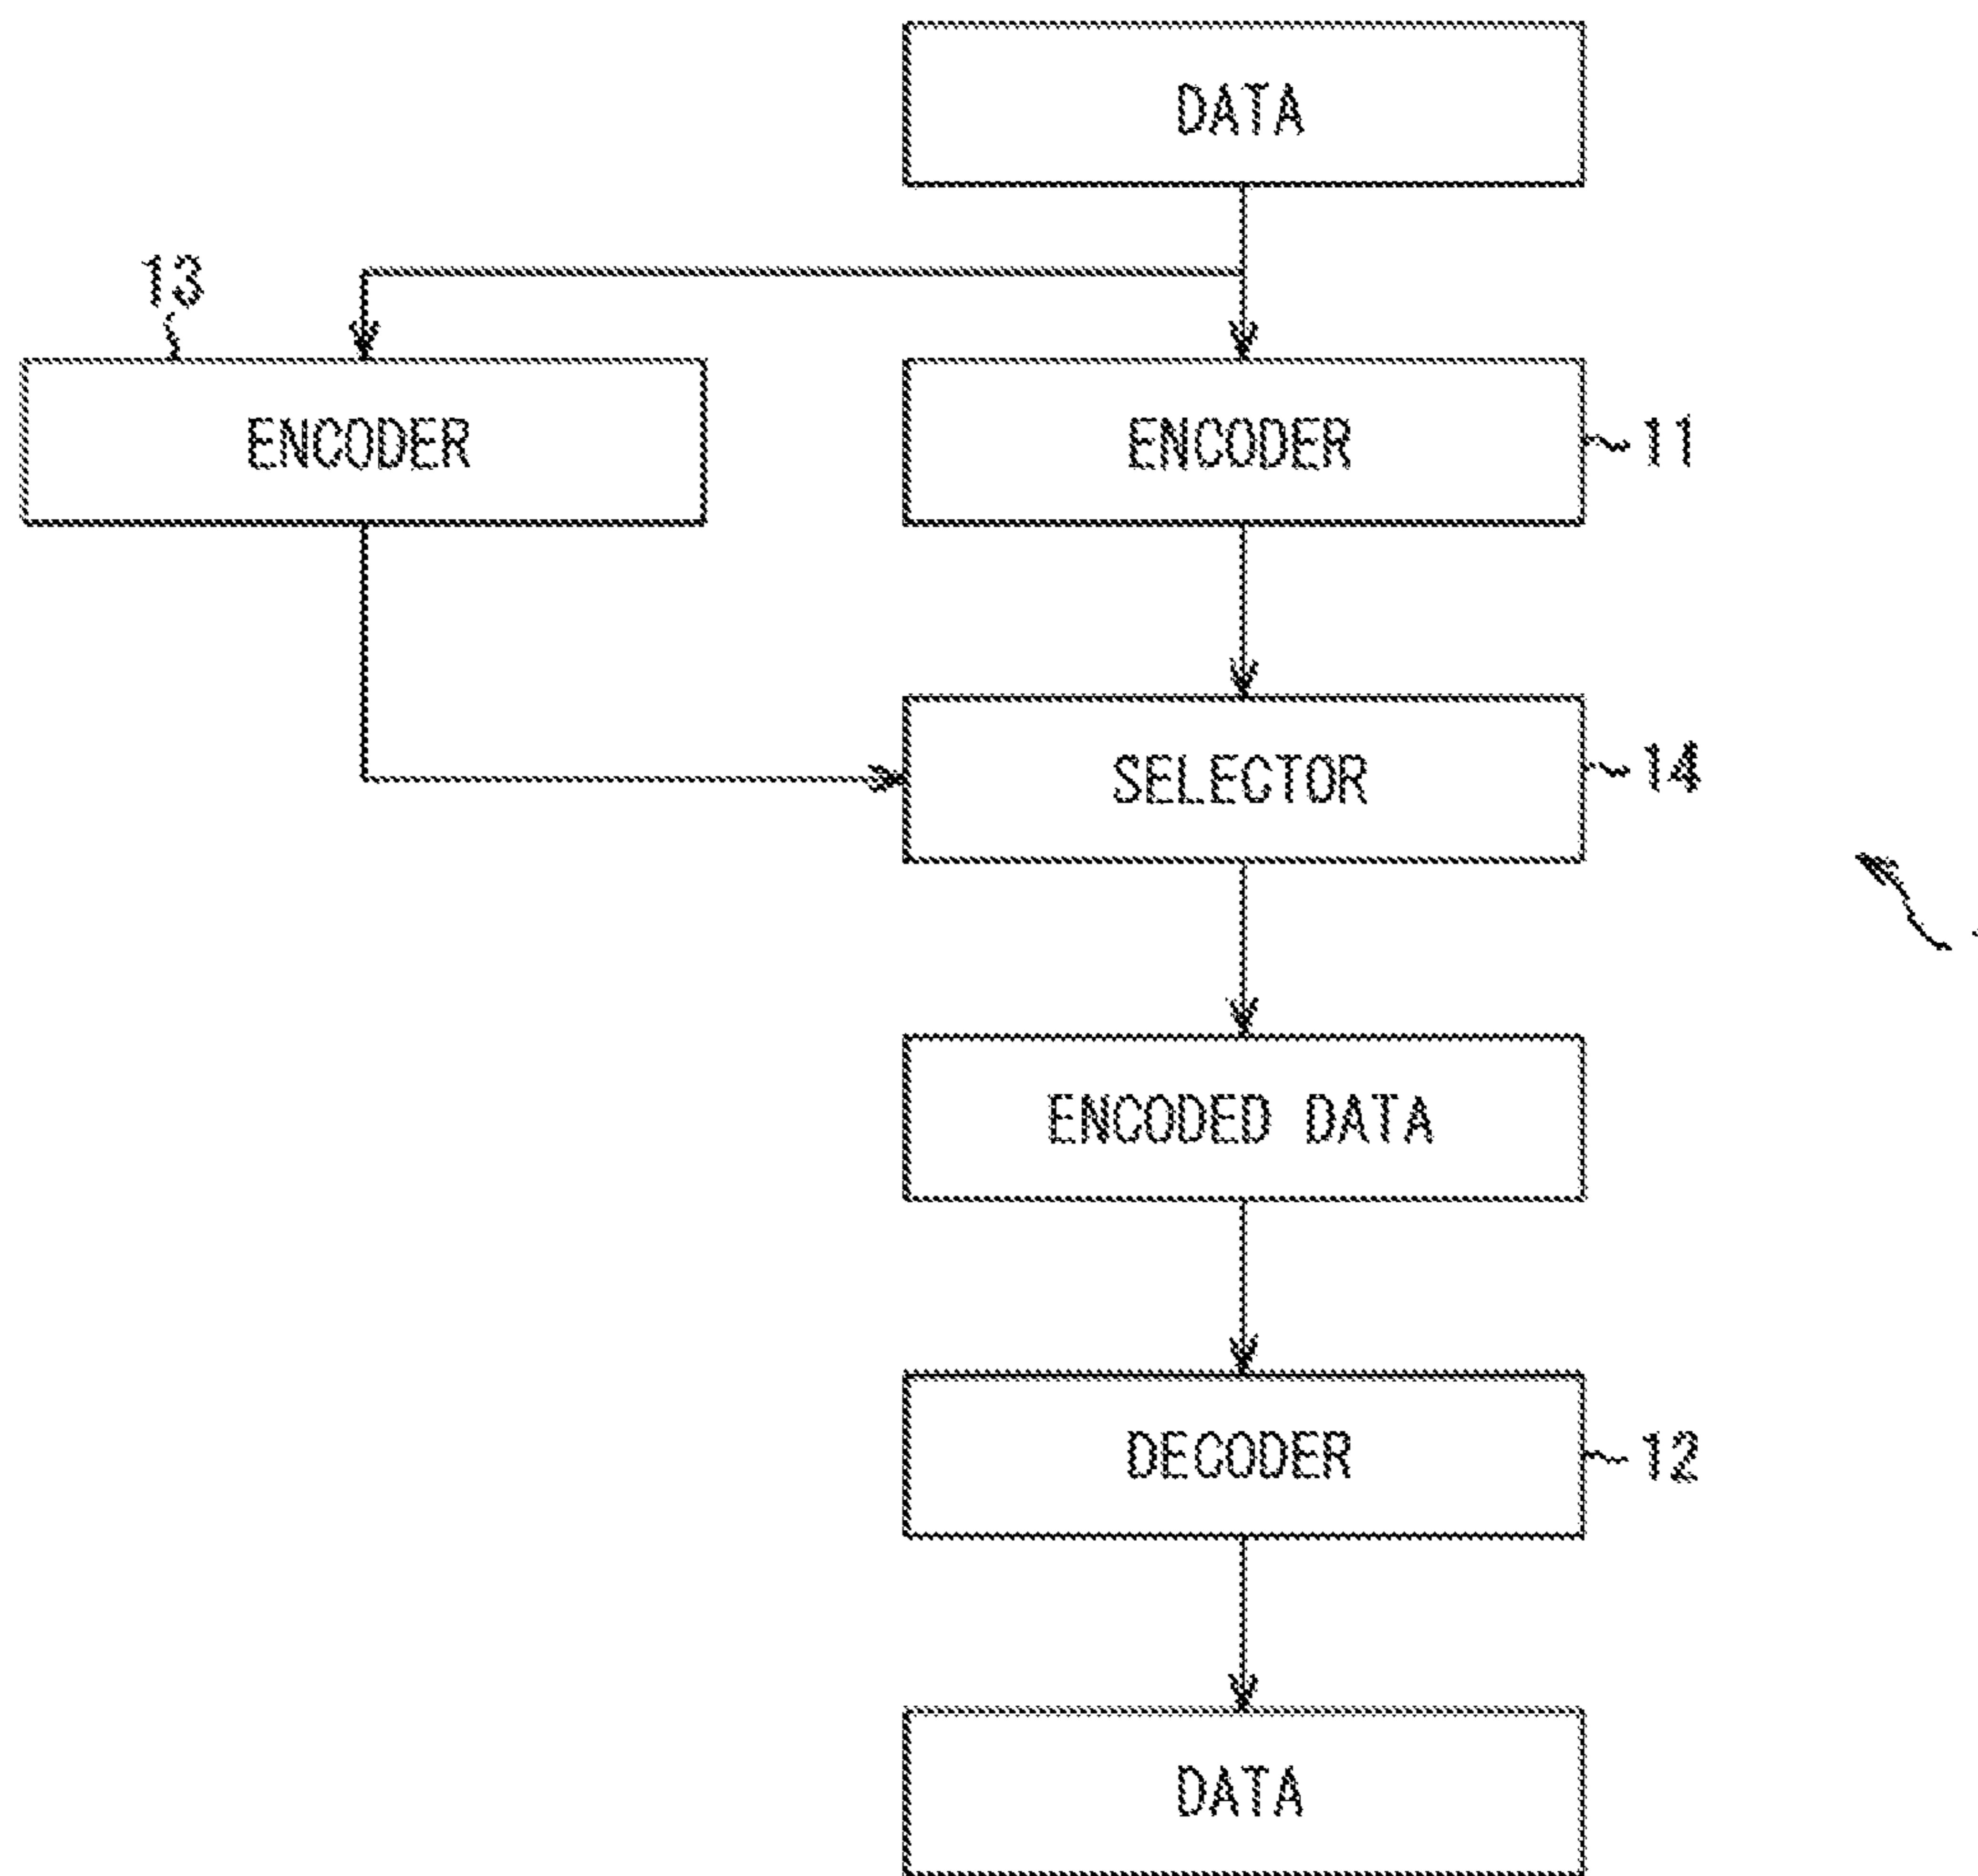 DATA
13
ENCODER
ENCODER
11
SELECTOR
14
ENCODED DATA
DECODER
12
DATA